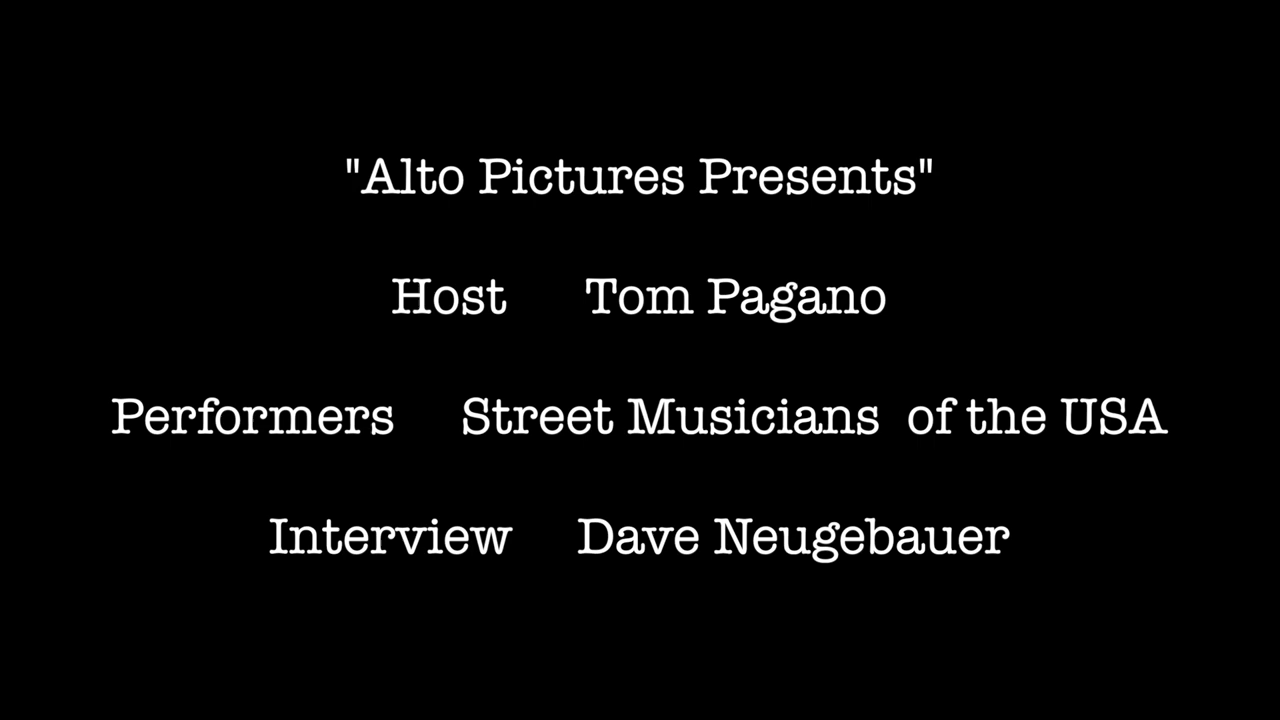 "Alto Pictures Presents"
Host Tom Pagano
Performers Street Musicians of the USA
Interview Dave Neugebauer